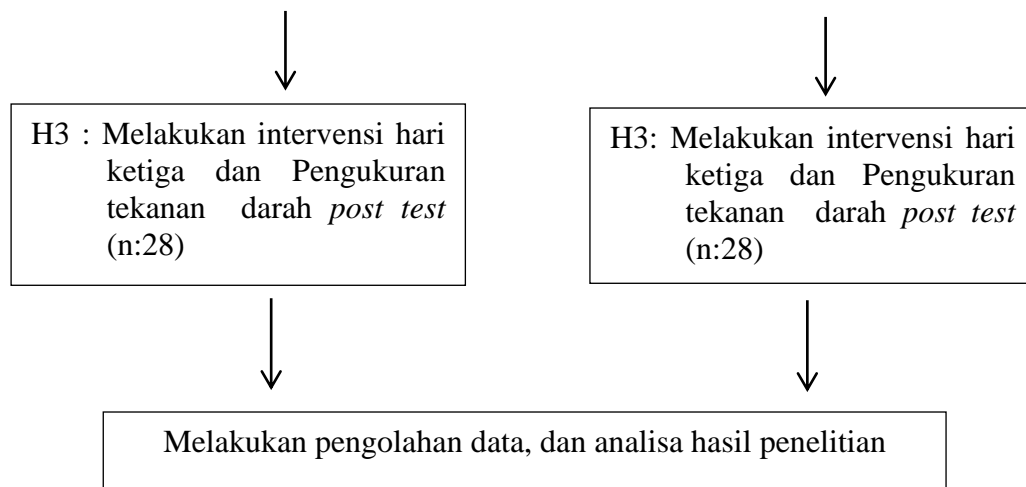 H3 : Melakukan intervensi hari
ketiga dan Pengukuran
tekanan darah post test
(n:28)
H3: Melakukan intervensi hari
ketiga dan Pengukuran
tekanan darah post test
(n:28)
Melakukan pengolahan data, dan analisa hasil penelitian